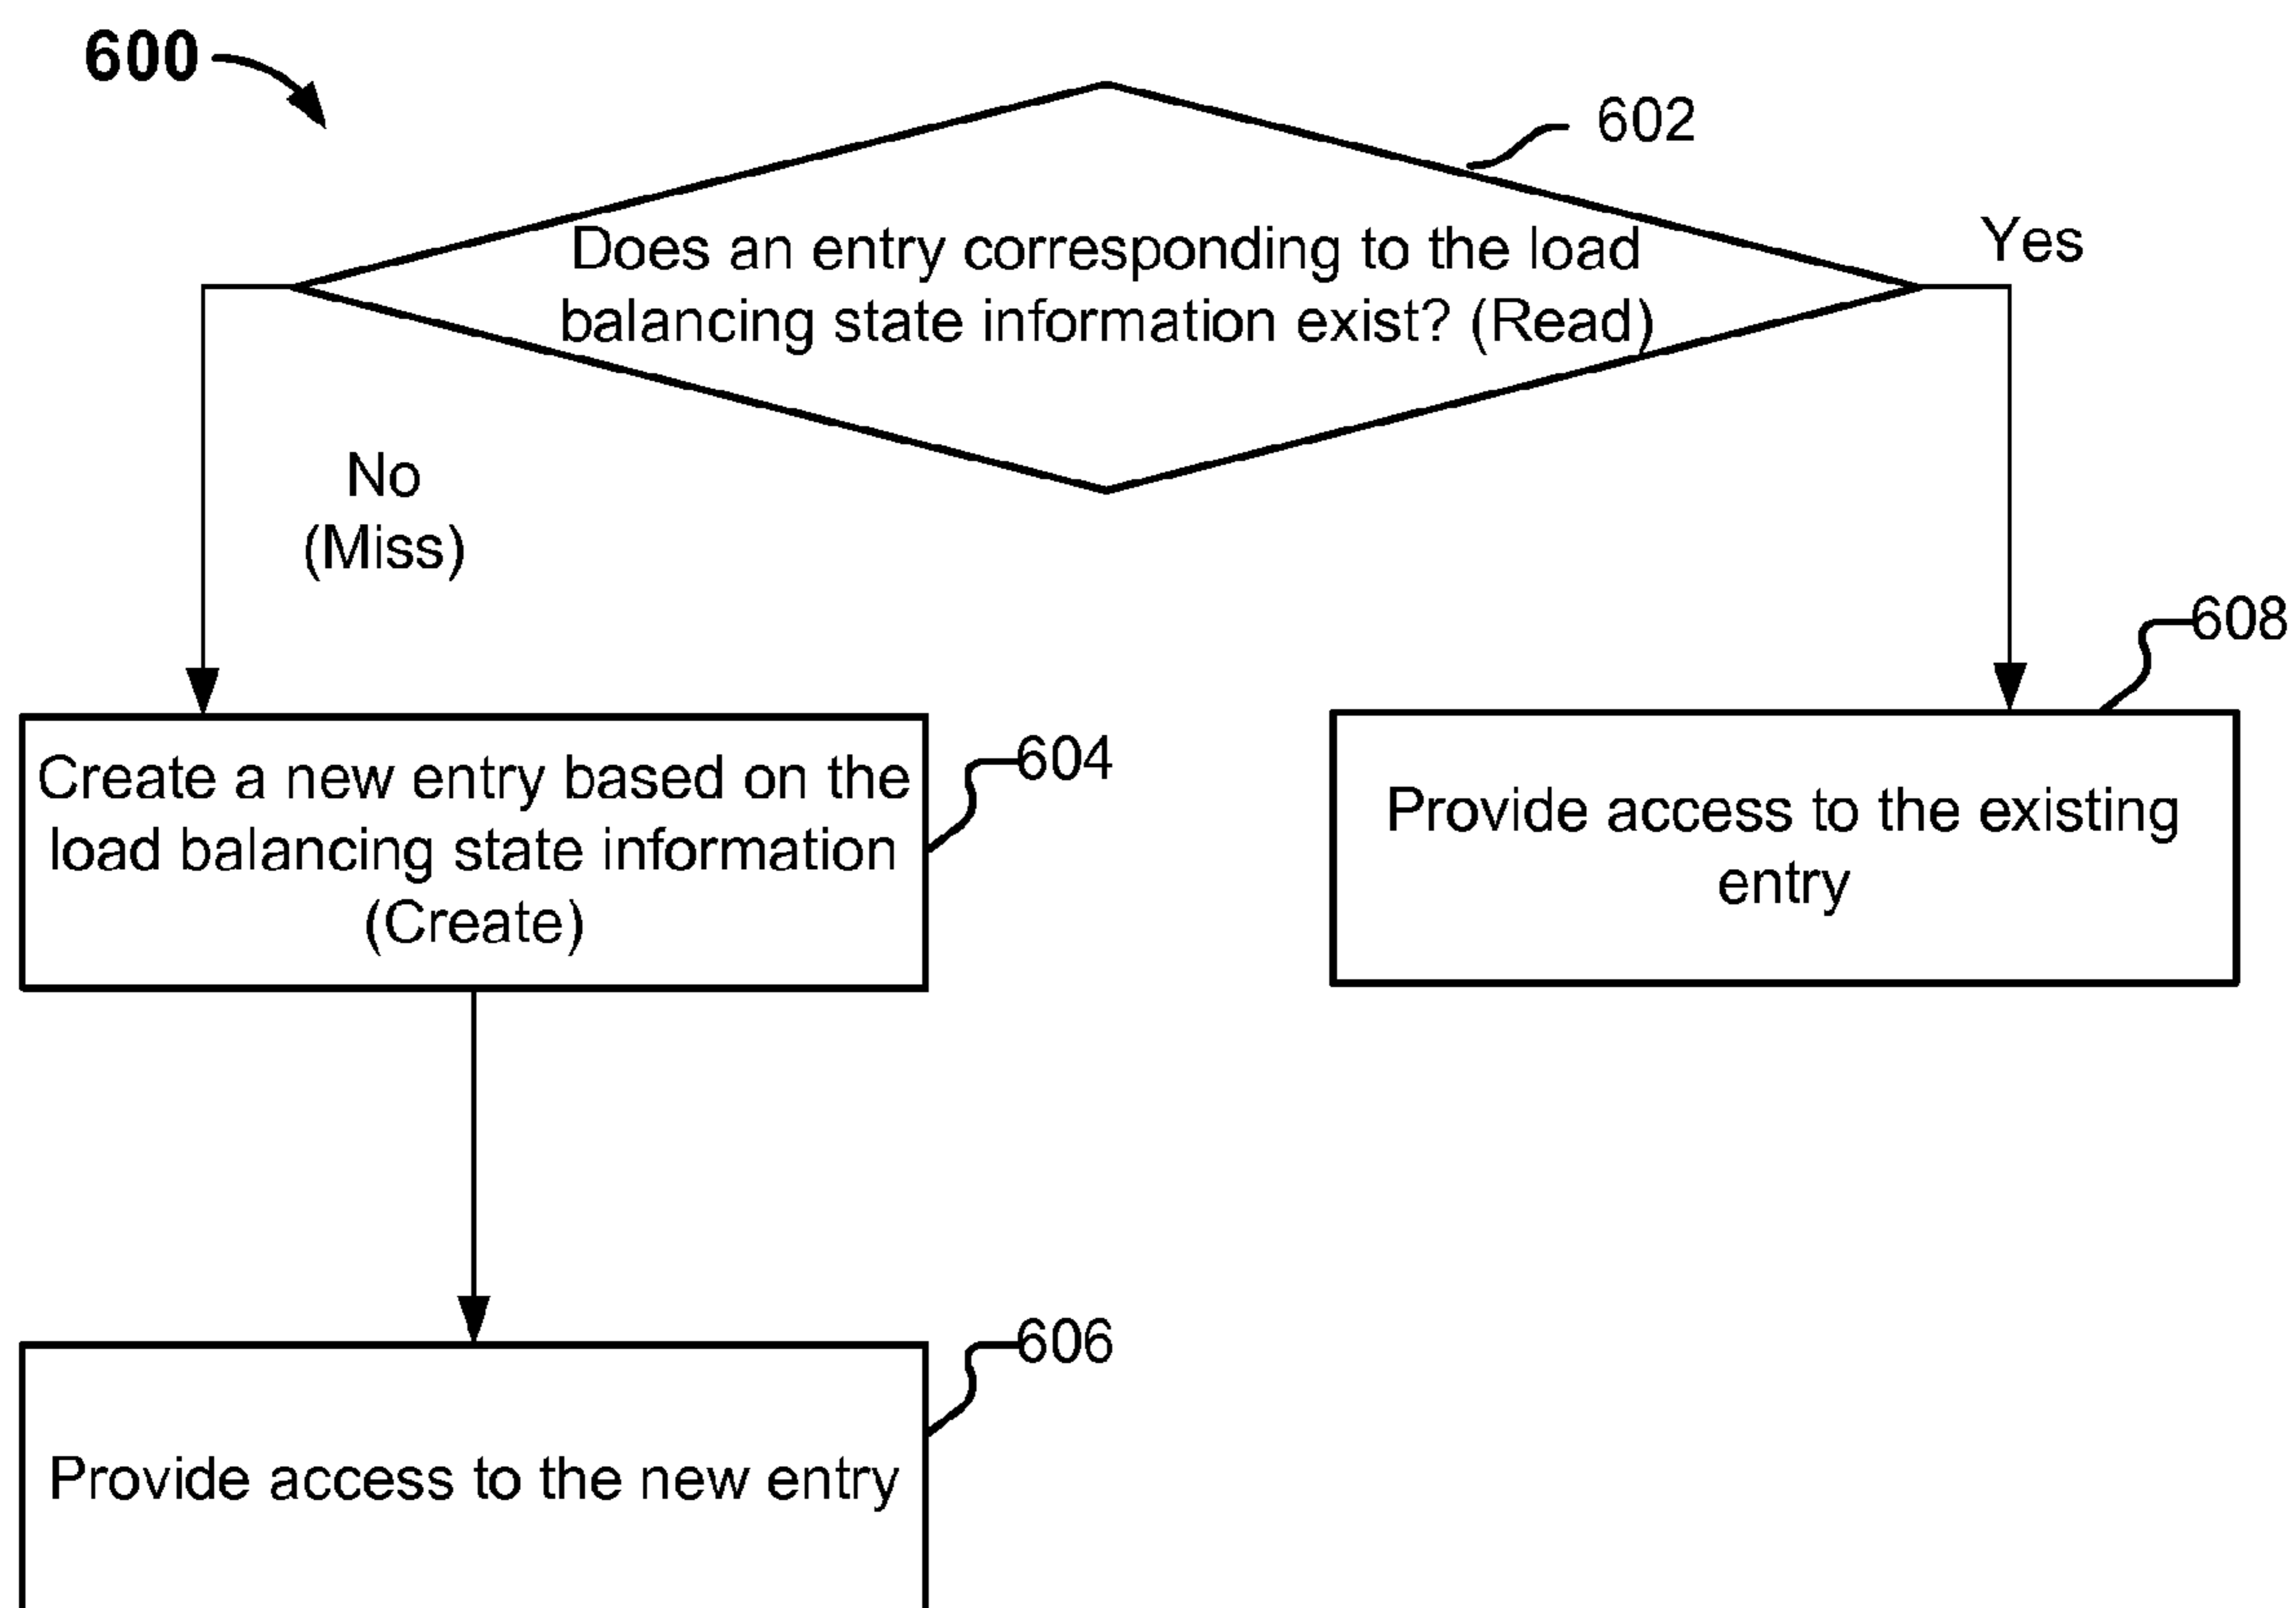 600
602
Does an entry corresponding to the load
balancing state information exist? (Read)
Yes
No
(Miss)
608
604
Create a new entry based on the
load balancing state information
(Create)
Provide access to the existing
entry
606
Provide access to the new entry